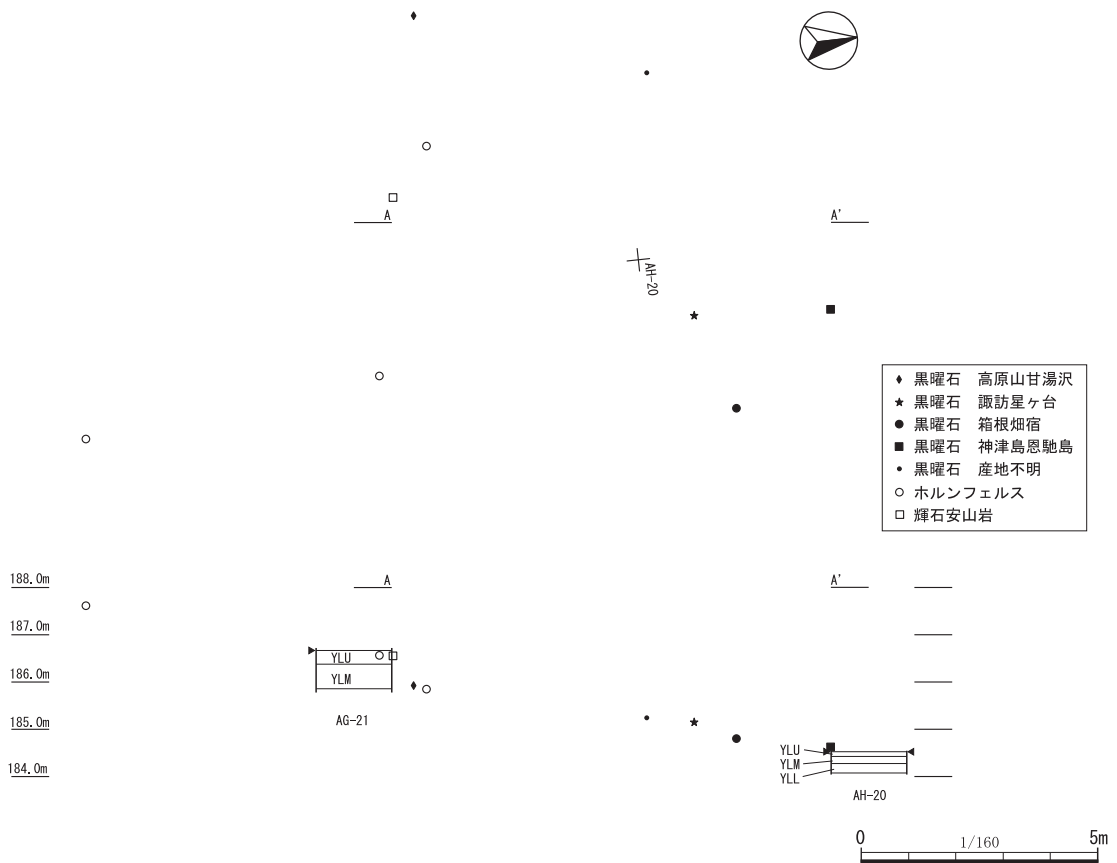 A A'
AH-20
黒曜石 高原山甘湯沢
黒曜石 諏訪星ヶ台
黒曜石 箱根畑宿
黒曜石 神津島恩馳島
黒曜石 産地不明
ホルンフェルス
輝石安山岩
188.0m A A'
187.0m
YLU
186.0m
YLM
AG-21
185.0m
YLU
YLM
184.0m
YLL
AH-20
0 1/160 5m